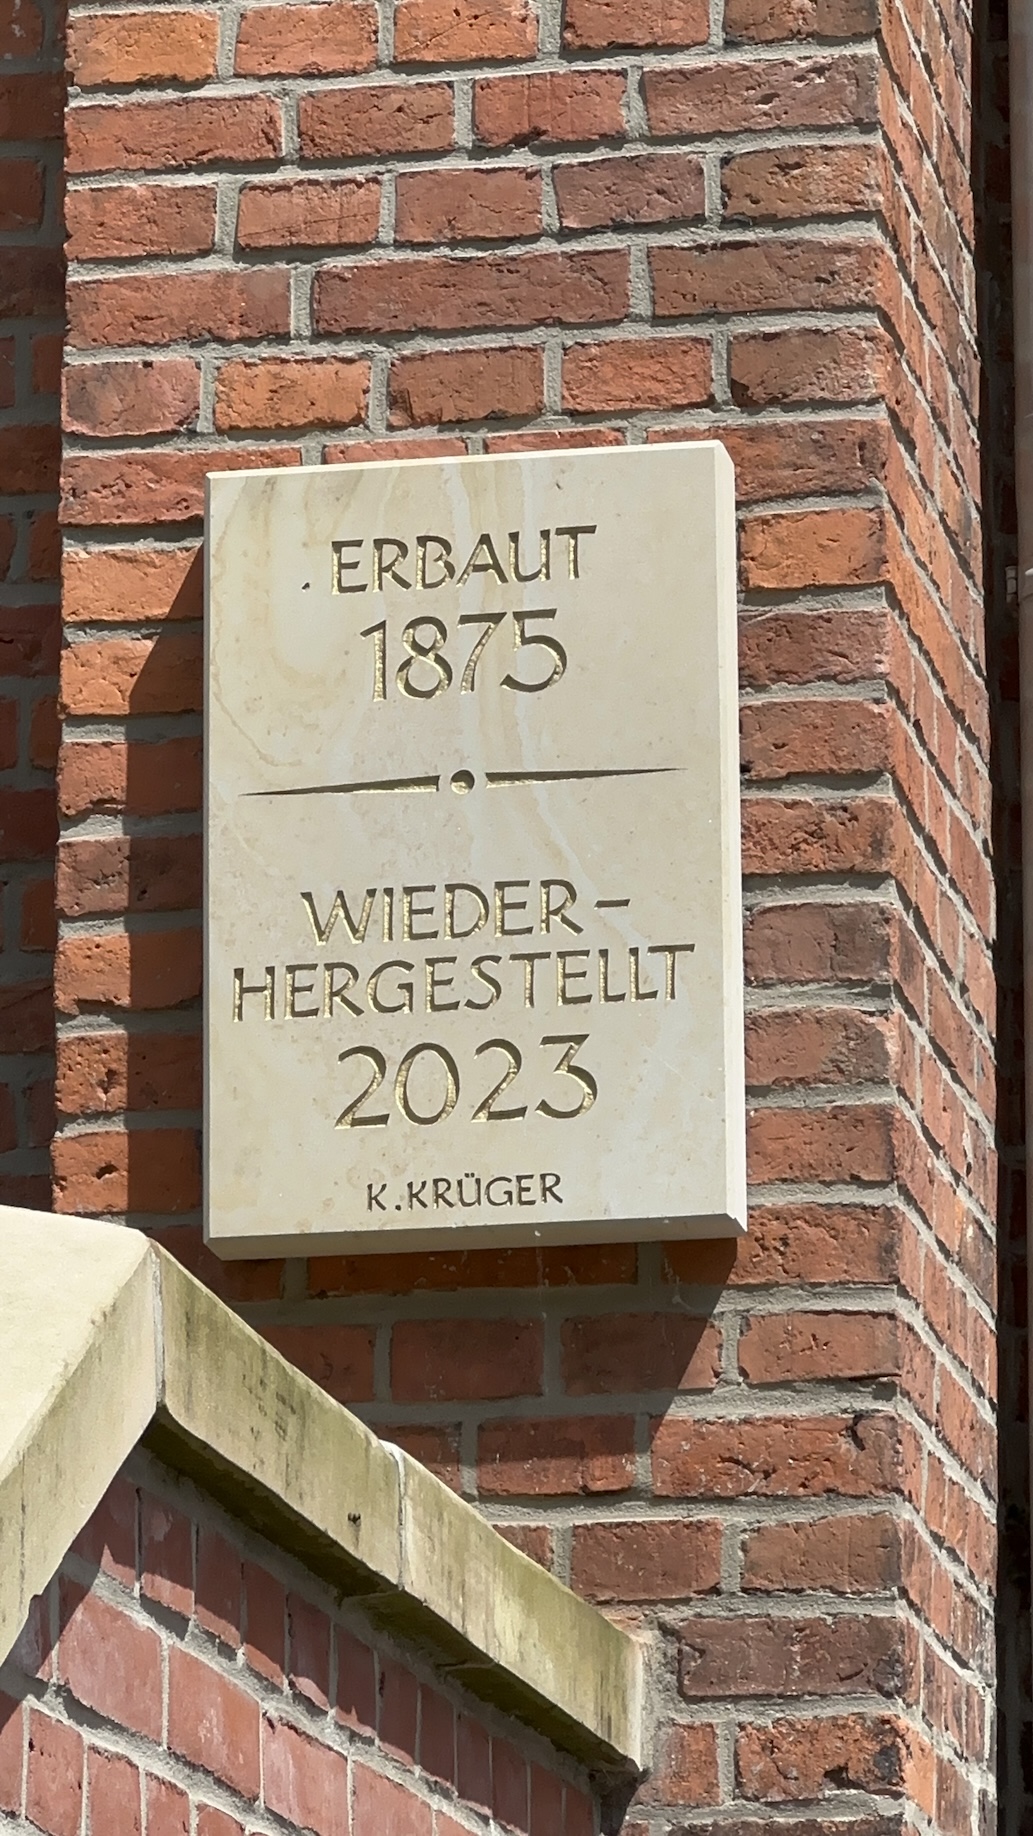 ERBAUT
1875
WIEDER-
HERGESTELLT
2023
K.KRÜGER